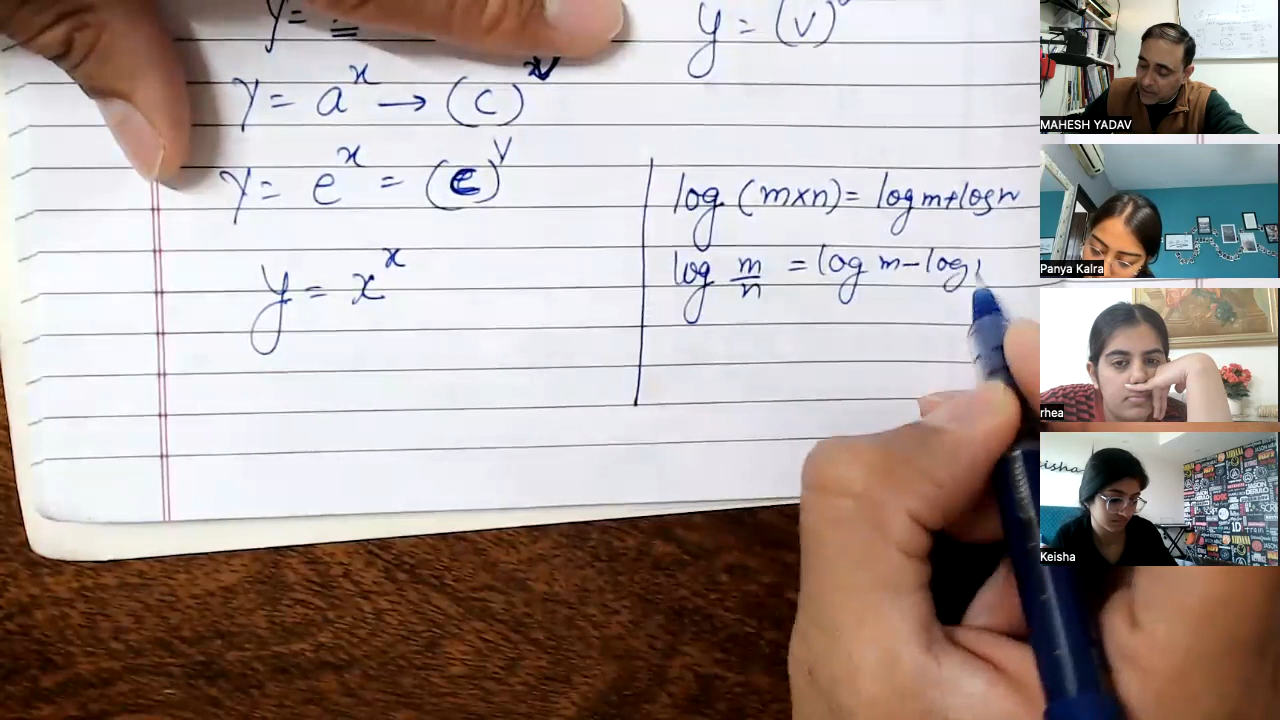 y =
y = (v)
y = a^x → (c)^v
y = e^x = (e)^v
y = x^x
log (m×n) = log m + log n
log m/n = log m - log
MAHESH YADAV
Panya Kalra
rhea
Keisha